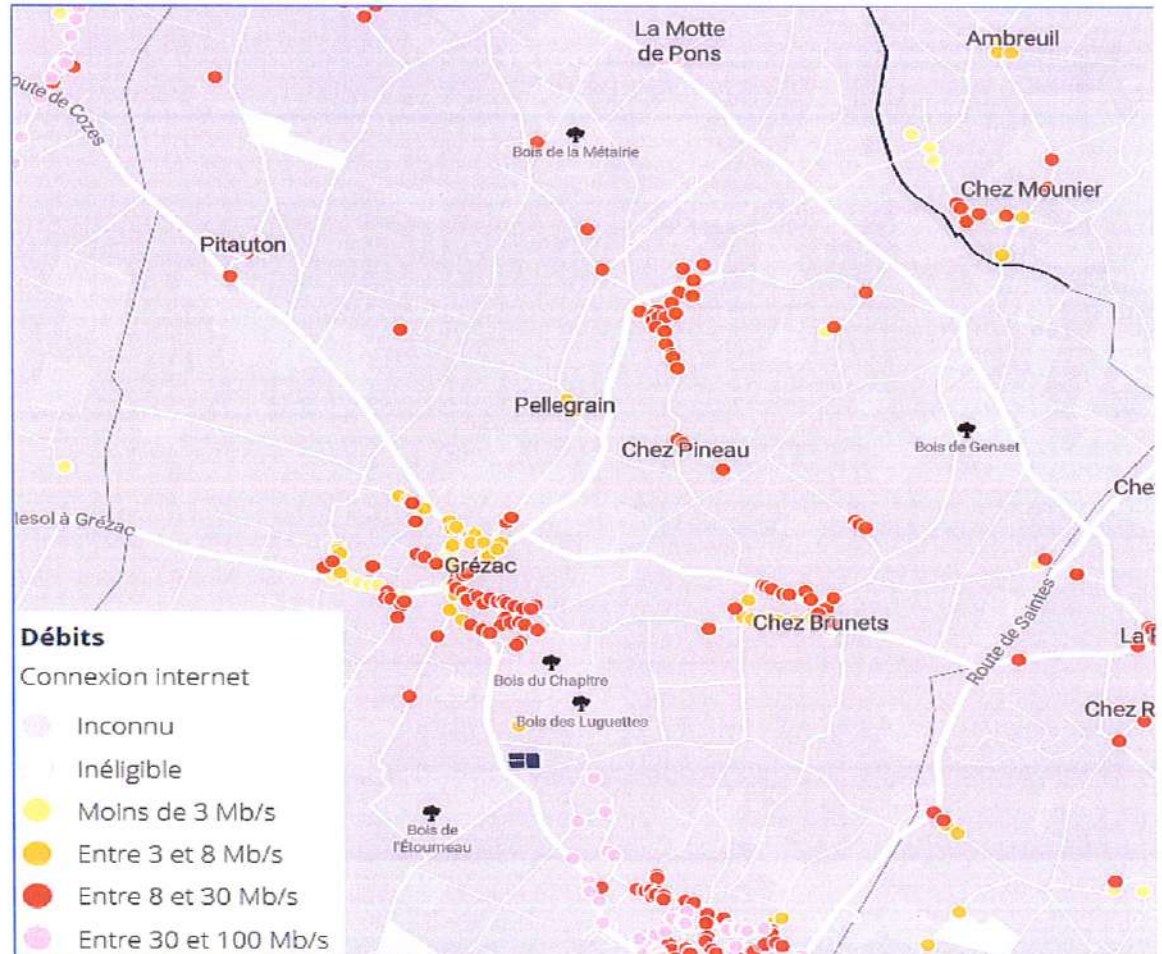 La Motte
de Pons
Ambreuil
Route de Cozes
Bois de la Métairie
Chez Mounier
Pitauton
Pellegrain
Chez Pineau
Bois de Genset
Che
lesol à Grézac
Grézac
Chez Brunets
Route de Saintes
La
Bois du Chapitre
Bois des Luguettes
Chez R
Bois de
l'Étourneau
Débits
Connexion internet
Inconnu
Inéligible
Moins de 3 Mb/s
Entre 3 et 8 Mb/s
Entre 8 et 30 Mb/s
Entre 30 et 100 Mb/s